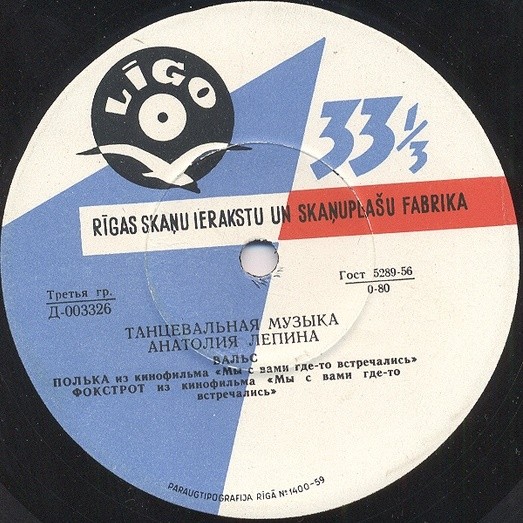 LĪGO
33 1/3
RĪGAS SKAŅU IERAKSTU UN SKAŅUPLAŠU FABRIKA
Третья гр.
Д-003326
Гост 5289-56
0-80
ТАНЦЕВАЛЬНАЯ МУЗЫКА
АНАТОЛИЯ ЛЕПИНА
ВАЛЬС
ПОЛЬКА из кинофильма «Мы с вами где-то встречались»
ФОКСТРОТ из кинофильма «Мы с вами где-то
встречались»
PARAUGTIPOGRAFIJA RĪGĀ №1400-59